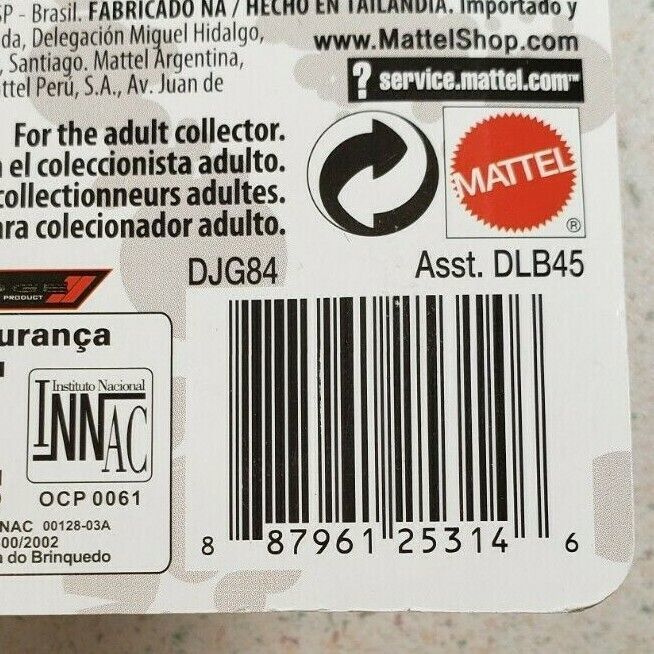 SP - Brasil. FABRICADO NA / HECHO EN TAILANDIA. Importado y
da, Delegación Miguel Hidalgo,
, Santiago. Mattel Argentina,
ttel Perú, S.A., Av. Juan de
www.MattelShop.com
? service.mattel.com™
For the adult collector.
el coleccionista adulto.
collectionneurs adultes.
ra colecionador adulto.
MATTEL
®
DJG84
Asst. DLB45
PRODUCT
urança
Instituto Nacional
INNAC
OCP 0061
NAC 00128-03A
00/2002
a do Brinquedo
8 87961 25314 6